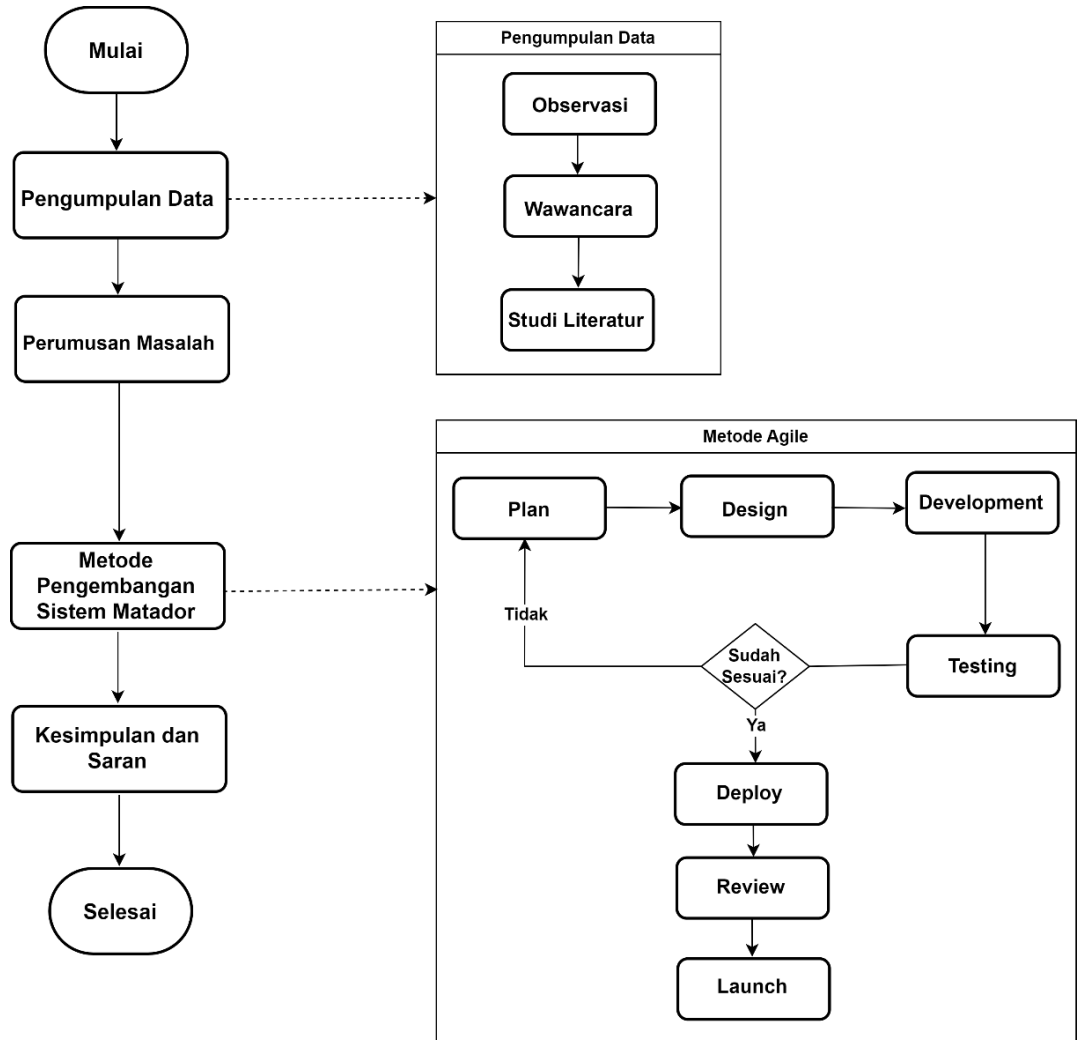 Mulai
Pengumpulan Data
Perumusan Masalah
Metode
Pengembangan
Sistem Matador
Kesimpulan dan
Saran
Selesai
Pengumpulan Data
Observasi
Wawancara
Studi Literatur
Metode Agile
Plan
Design
Development
Testing
Sudah
Sesuai?
Tidak
Ya
Deploy
Review
Launch